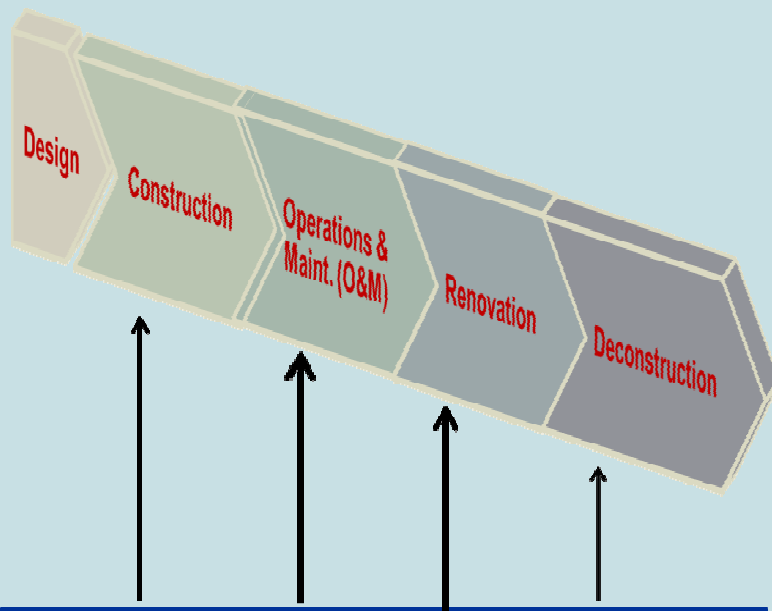 Design
Construction
Operations &
Maint. (O&M)
Renovation
Deconstruction